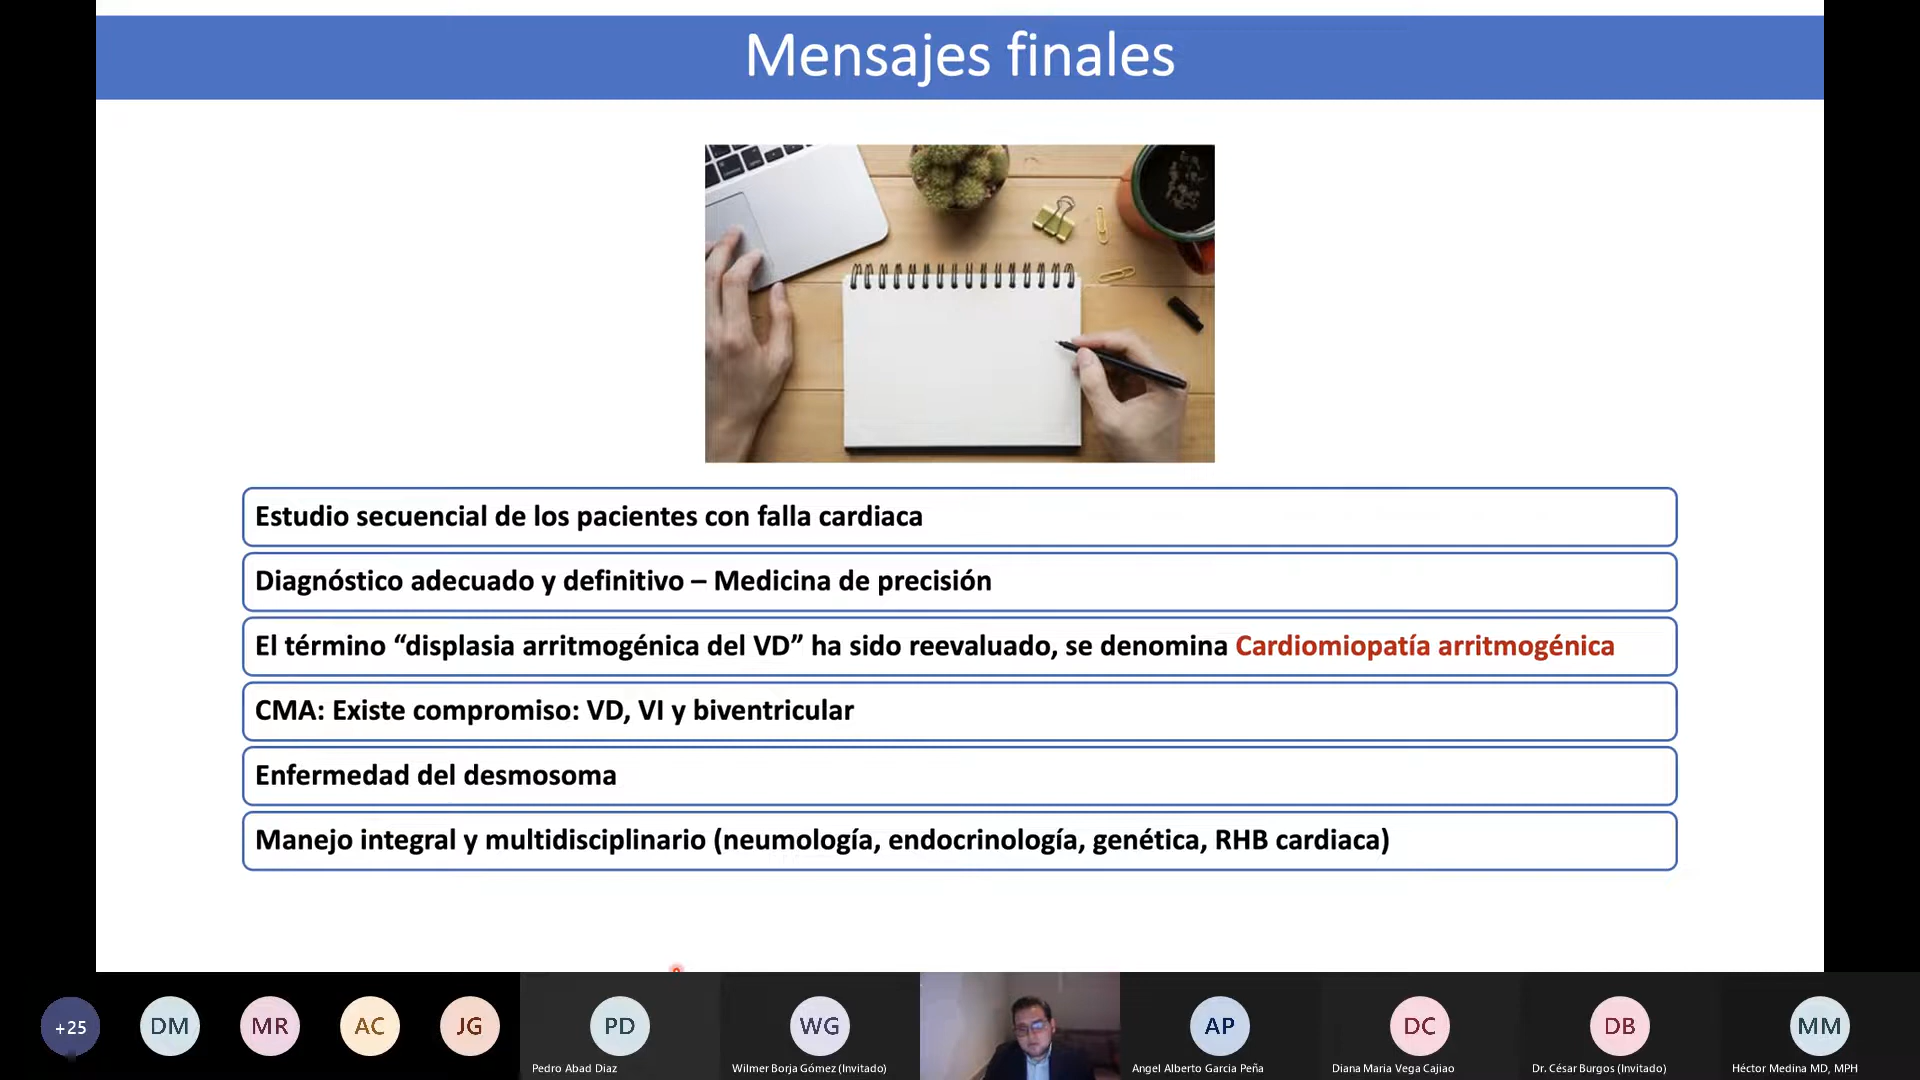 Mensajes finales
Estudio secuencial de los pacientes con falla cardiaca
Diagnóstico adecuado y definitivo – Medicina de precisión
El término “displasia arritmogénica del VD” ha sido reevaluado, se denomina Cardiomiopatía arritmogénica
CMA: Existe compromiso: VD, VI y biventricular
Enfermedad del desmosoma
Manejo integral y multidisciplinario (neumología, endocrinología, genética, RHB cardiaca)
+25
DM
MR
AC
JG
PD
WG
AP
DC
DB
MM
Pedro Abad Diaz
Wilmer Borja Gómez (Invitado)
Angel Alberto Garcia Peña
Diana Maria Vega Cajiao
Dr. César Burgos (Invitado)
Héctor Medina MD, MPH